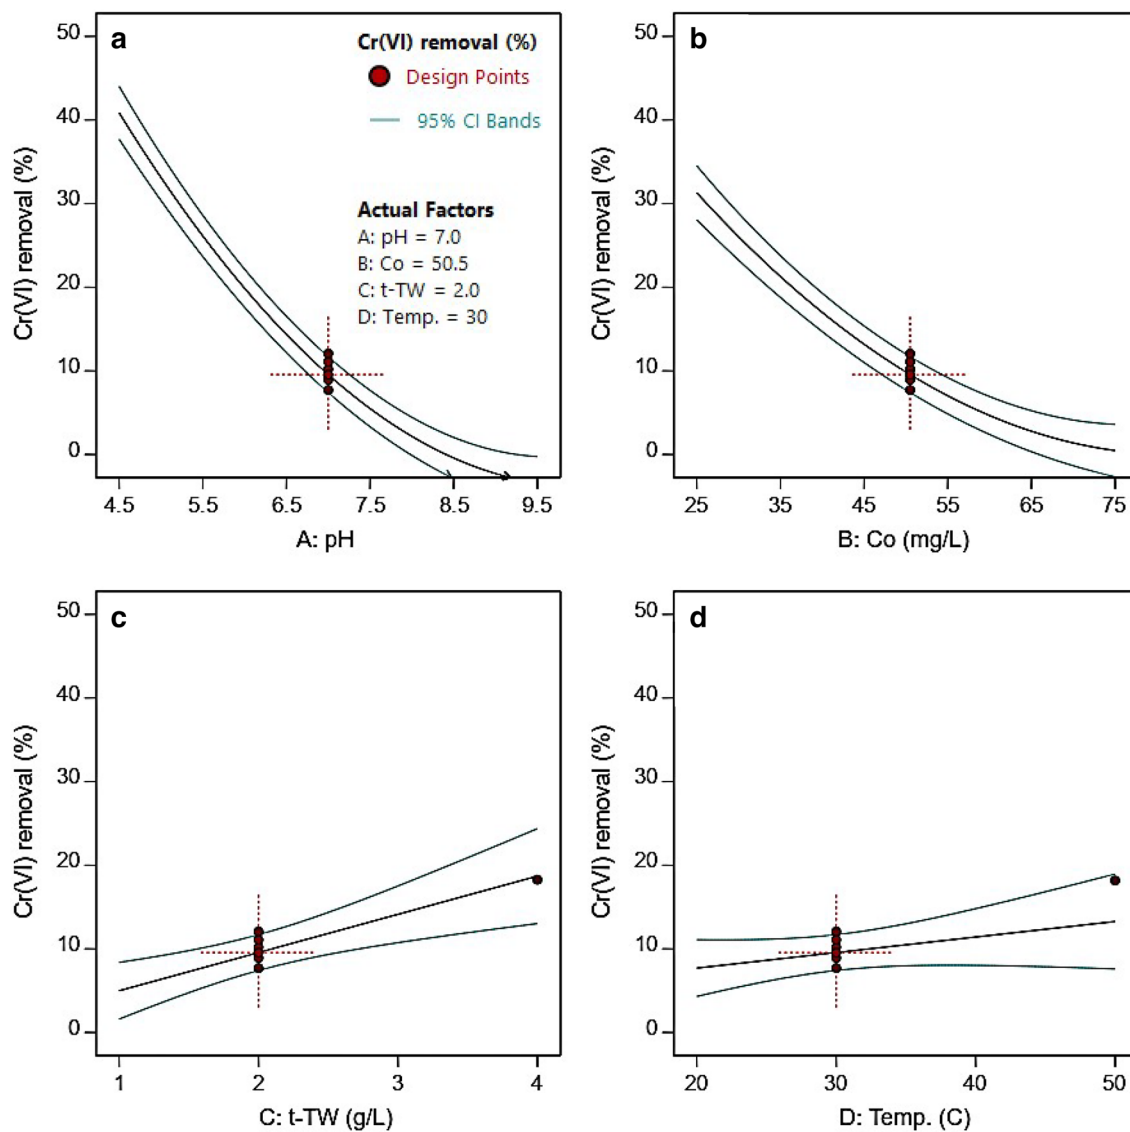 a
Cr(VI) removal (%)
Design Points
95% CI Bands
Actual Factors
A: pH = 7.0
B: Co = 50.5
C: t-TW = 2.0
D: Temp. = 30
50
40
30
20
10
0
Cr(VI) removal (%)
4.5 5.5 6.5 7.5 8.5 9.5
A: pH
b
50
40
30
20
10
0
Cr(VI) removal (%)
25 35 45 55 65 75
B: Co (mg/L)
c
50
40
30
20
10
0
Cr(VI) removal (%)
1 2 3 4
C: t-TW (g/L)
d
50
40
30
20
10
0
Cr(VI) removal (%)
20 30 40 50
D: Temp. (C)